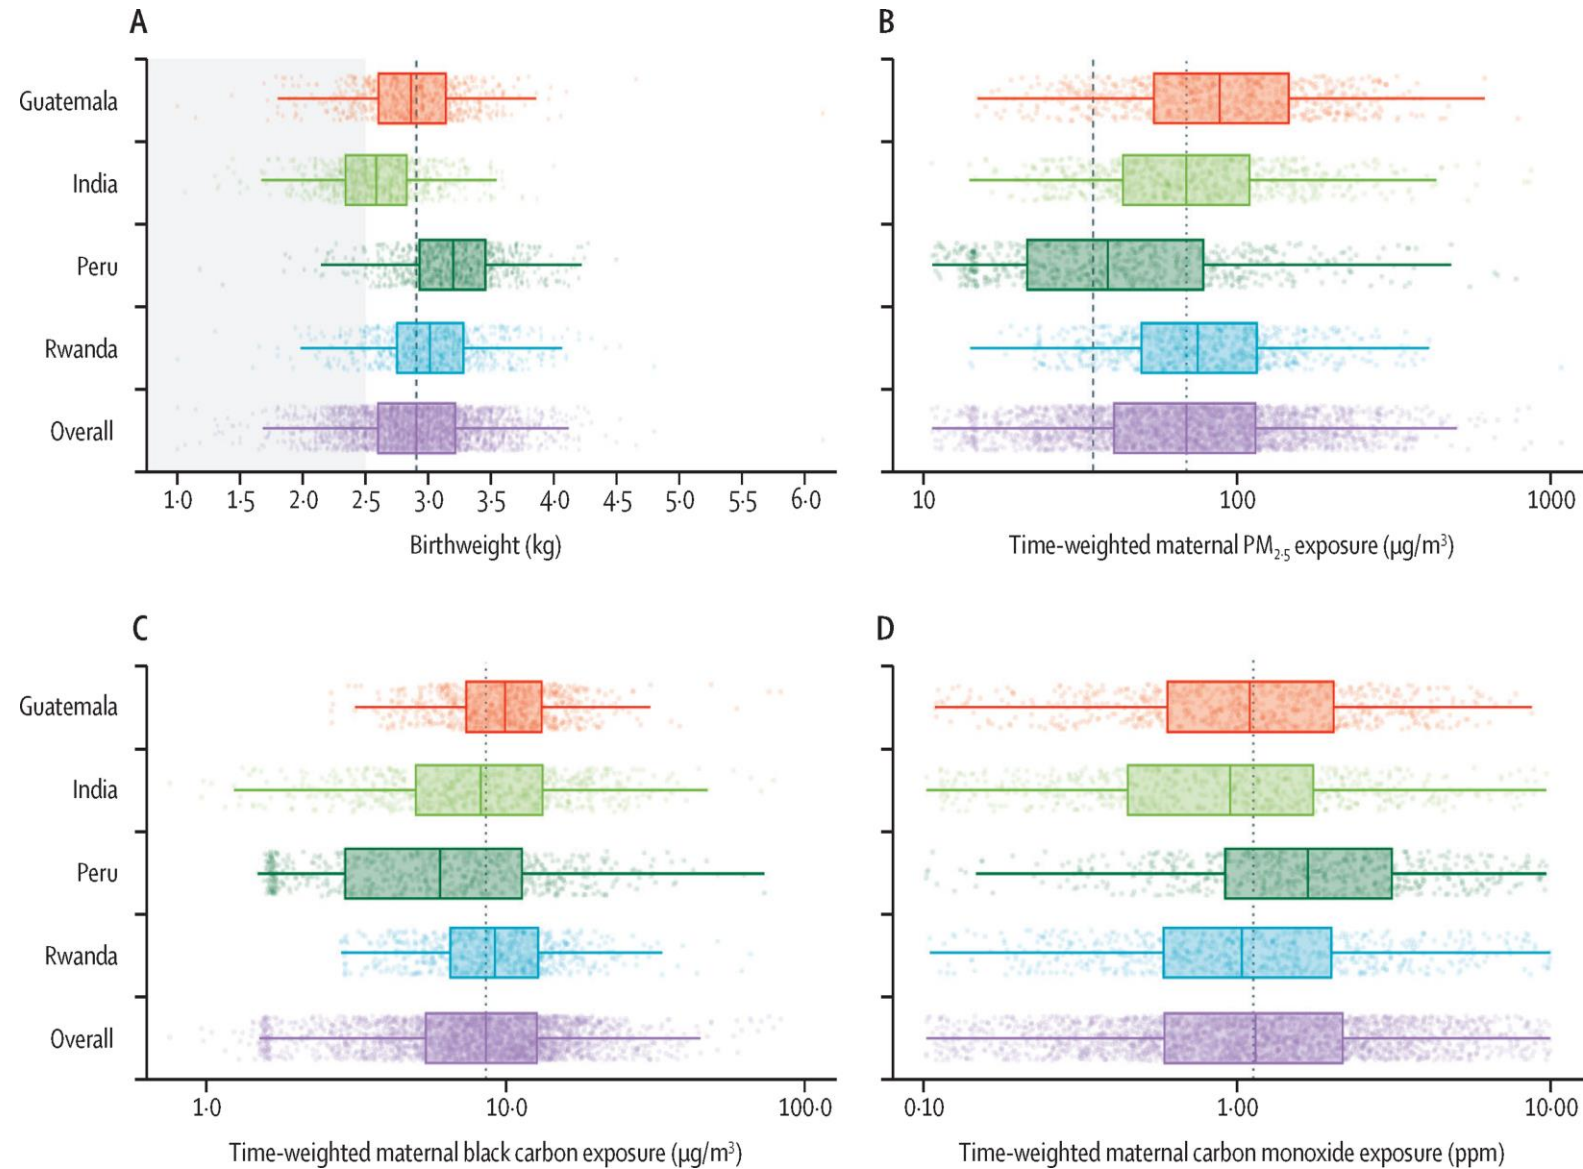 A
Guatemala
India
Peru
Rwanda
Overall
1·0 1·5 2·0 2·5 3·0 3·5 4·0 4·5 5·0 5·5 6·0
Birthweight (kg)
B
10 100 1000
Time-weighted maternal PM₂·₅ exposure (µg/m³)
C
Guatemala
India
Peru
Rwanda
Overall
1·0 10·0 100·0
Time-weighted maternal black carbon exposure (µg/m³)
D
0·10 1·00 10·00
Time-weighted maternal carbon monoxide exposure (ppm)